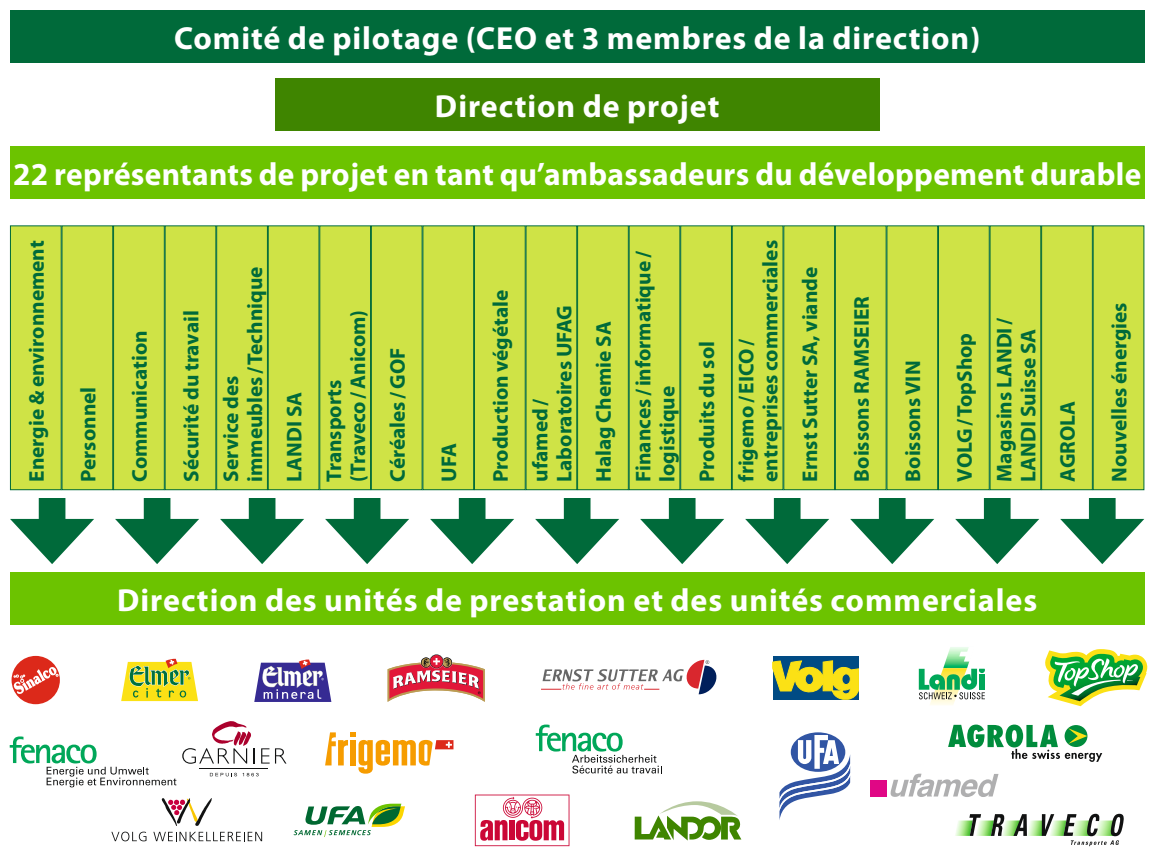 Comité de pilotage (CEO et 3 membres de la direction)
Direction de projet
22 représentants de projet en tant qu’ambassadeurs du développement durable
Energie & environnement
Personnel
Communication
Sécurité du travail
Service des
immeubles / Technique
LANDI SA
Transports
(Traveco / Anicom)
Céréales / GOF
UFA
Production végétale
ufamed /
Laboratoires UFAG
Halag Chemie SA
Finances / informatique /
logistique
Produits du sol
frigemo / EICO /
entreprises commerciales
Ernst Sutter SA, viande
Boissons RAMSEIER
Boissons VIN
VOLG / TopShop
Magasins LANDI /
LANDI Suisse SA
AGROLA
Nouvelles énergies
Direction des unités de prestation et des unités commerciales
Sinalco
Elmer
citro
Elmer
mineral
RAMSEIER
ERNST SUTTER AG
the fine art of meat
Volg
Landi
SCHWEIZ • SUISSE
TopShop
fenaco
Energie und Umwelt
Energie et Environnement
GARNIER
DEPUIS 1863
frigemo
fenaco
Arbeitssicherheit
Sécurité au travail
UFA
AGROLA
the swiss energy
ufamed
VOLG WEINKELLEREIEN
UFA
SAMEN / SEMENCES
anicom
LANDOR
TRAVECO
Transporte AG